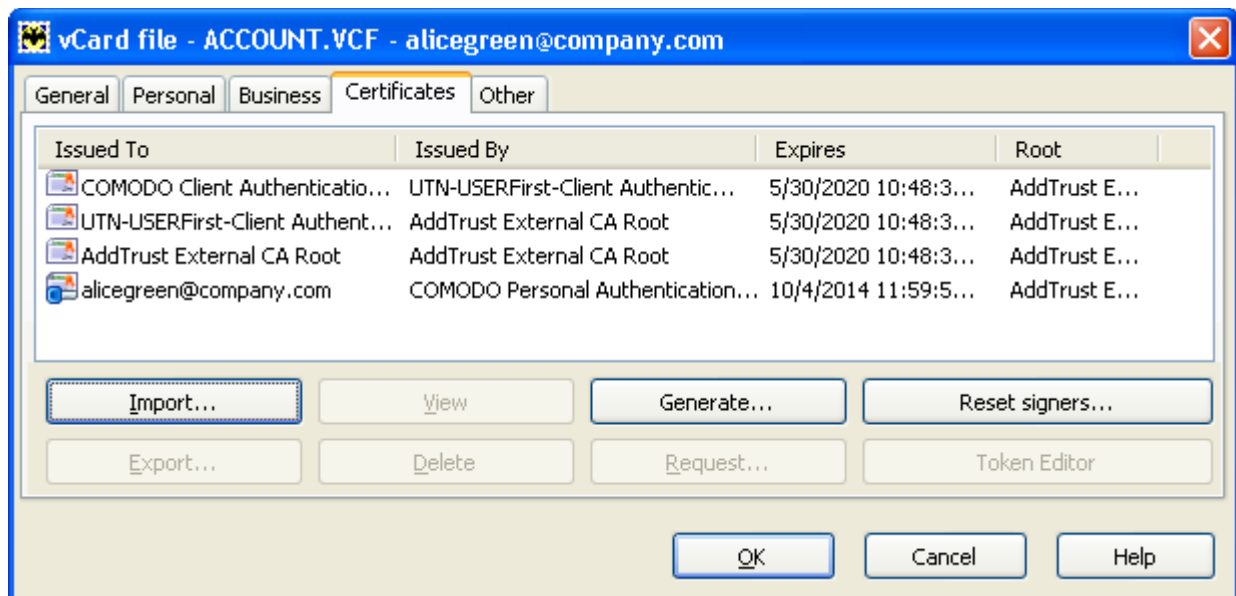 vCard file - ACCOUNT.VCF - alicegreen@company.com
General Personal Business Certificates Other
Issued To Issued By Expires Root
COMODO Client Authenticatio... UTN-USERFirst-Client Authentic... 5/30/2020 10:48:3... AddTrust E...
UTN-USERFirst-Client Authent... AddTrust External CA Root 5/30/2020 10:48:3... AddTrust E...
AddTrust External CA Root AddTrust External CA Root 5/30/2020 10:48:3... AddTrust E...
alicegreen@company.com COMODO Personal Authentication... 10/4/2014 11:59:5... AddTrust E...
Import... View Generate... Reset signers...
Export... Delete Request... Token Editor
OK Cancel Help